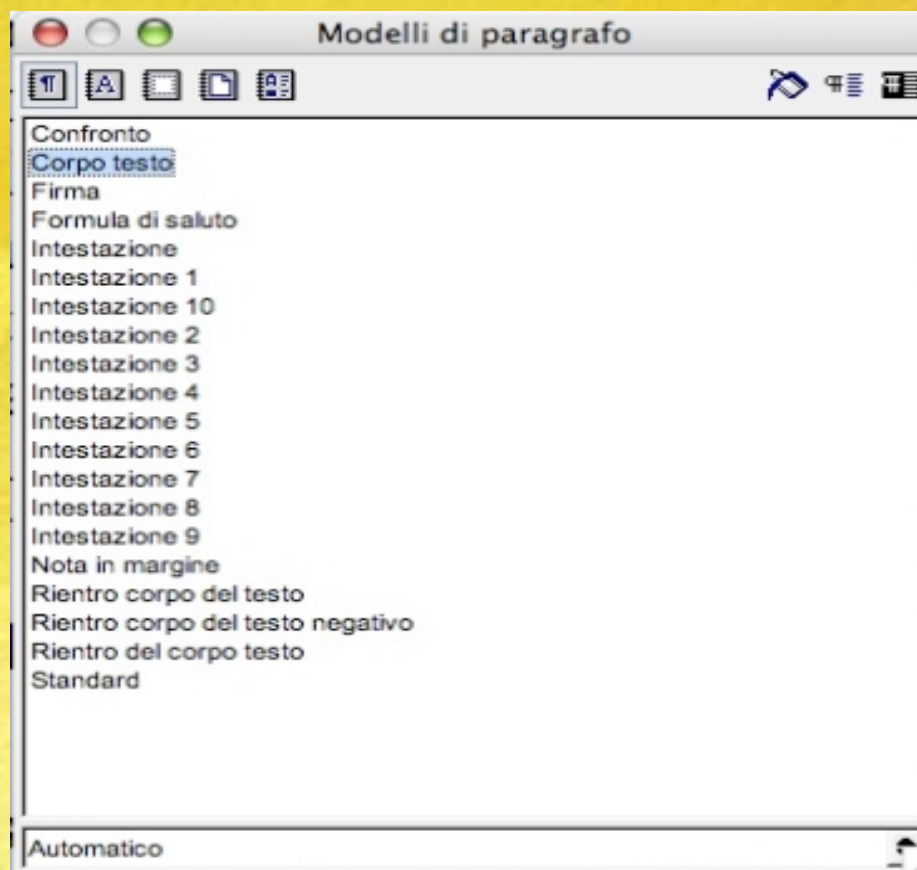 Modelli di paragrafo
Confronto
Corpo testo
Firma
Formula di saluto
Intestazione
Intestazione 1
Intestazione 10
Intestazione 2
Intestazione 3
Intestazione 4
Intestazione 5
Intestazione 6
Intestazione 7
Intestazione 8
Intestazione 9
Nota in margine
Rientro corpo del testo
Rientro corpo del testo negativo
Rientro del corpo testo
Standard
Automatico